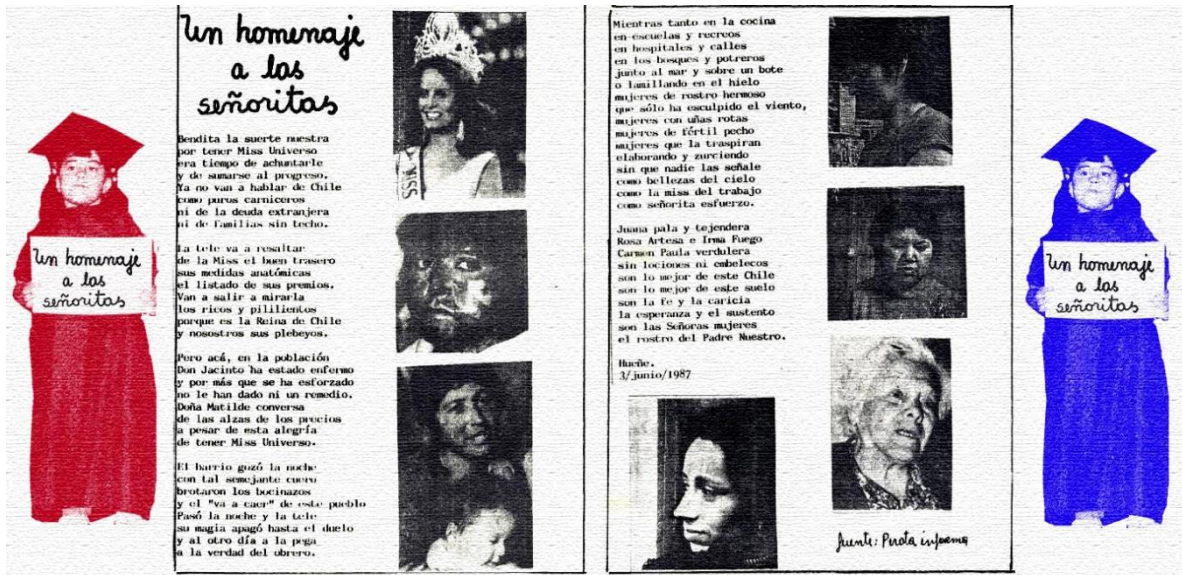 Un homenaje
a las
señoritas
Un homenaje
a las
señoritas
Bendita la suerte nuestra
por tener Miss Universo
era tiempo de achuntarle
y de sumarse al progreso.
Ya no van a hablar de Chile
como puros carniceros
ni de la deuda extranjera
ni de familias sin techo.
La tele va a resaltar
de la Miss el buen trasero
sus medidas anatómicas
el listado de sus premios.
Van a salir a mirarla
los ricos y pililientos
porque es la Reina de Chile
y nosostros sus plebeyos.
Pero acá, en la población
Don Jacinto ha estado enfermo
y por más que se ha esforzado
no le han dado ni un remedio.
Doña Matilde conversa
de las alzas de los precios
a pesar de esta alegría
de tener Miss Universo.
El barrio gozó la noche
con tal semejante cuero
brotaron los bocinazos
y el "va a caer" de este pueblo
Pasó la noche y la tele
su magia apagó hasta el duelo
y al otro día a la pega
a la verdad del obrero.
MISS
Mientras tanto en la cocina
en escuelas y recreos
en hospitales y calles
en los bosques y potreros
junto al mar y sobre un bote
o lamillando en el hielo
mujeres de rostro hermoso
que sólo ha esculpido el viento,
mujeres con uñas rotas
mujeres de fértil pecho
mujeres que la traspiran
elaborando y zurciendo
sin que nadie las señale
como bellezas del cielo
como la miss del trabajo
como señorita esfuerzo.
Juana pala y tejendera
Rosa Artesa e Irma Fuego
Carmen Paula verdulera
sin lociones ni embelecos
son lo mejor de este Chile
son lo mejor de este suelo
son la fe y la caricia
la esperanza y el sustento
son las Señoras mujeres
el rostro del Padre Nuestro.
Hueñe.
3/junio/1987
fuente: Pirda informa
Un homenaje
a las
señoritas